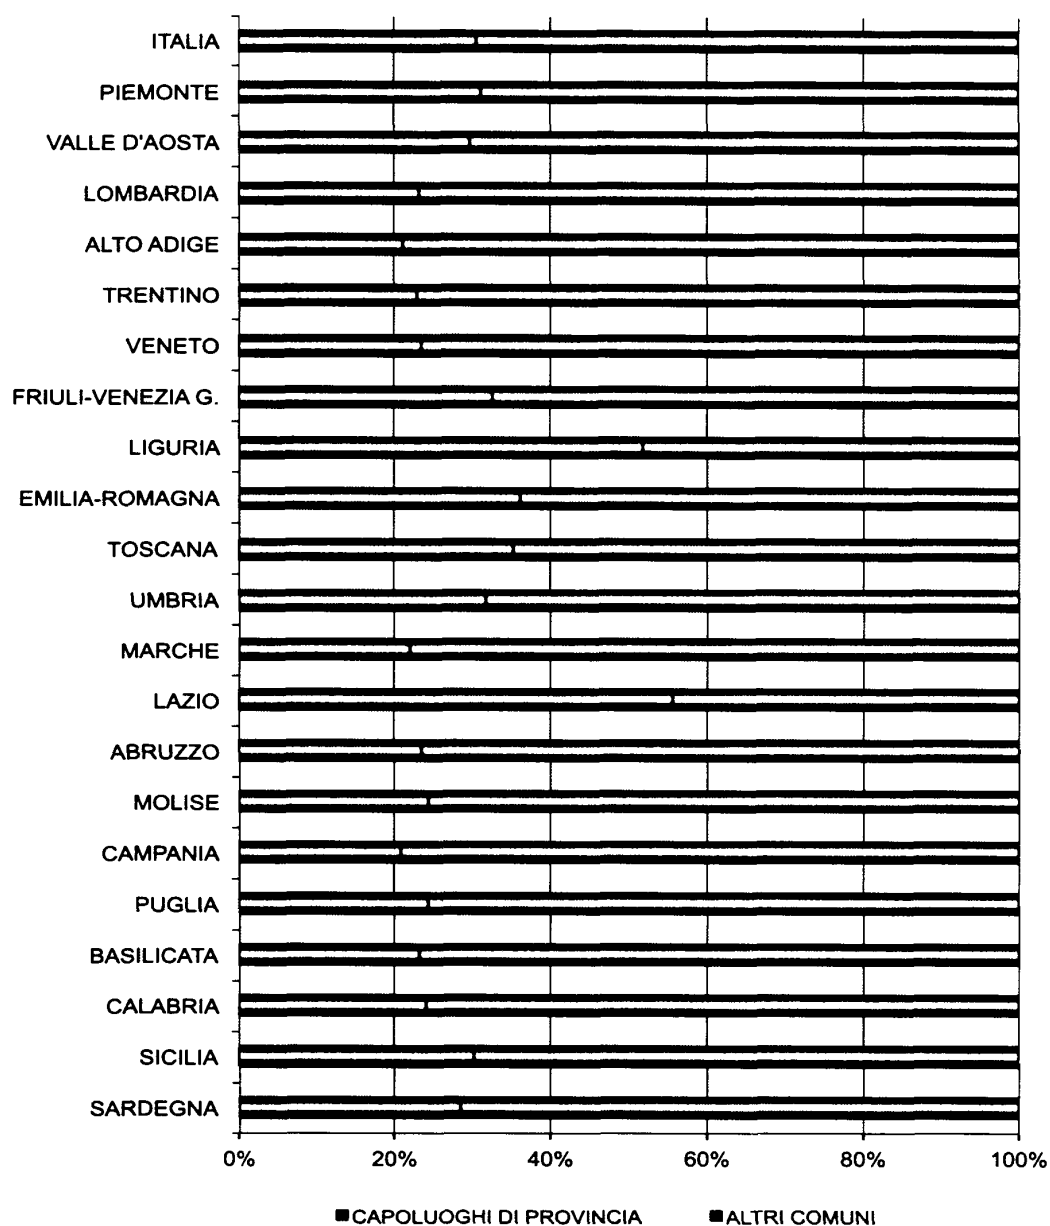 ITALIA
PIEMONTE
VALLE D'AOSTA
LOMBARDIA
ALTO ADIGE
TRENTINO
VENETO
FRIULI-VENEZIA G.
LIGURIA
EMILIA-ROMAGNA
TOSCANA
UMBRIA
MARCHE
LAZIO
ABRUZZO
MOLISE
CAMPANIA
PUGLIA
BASILICATA
CALABRIA
SICILIA
SARDEGNA
0% 20% 40% 60% 80% 100%
CAPOLUOGHI DI PROVINCIA ALTRI COMUNI